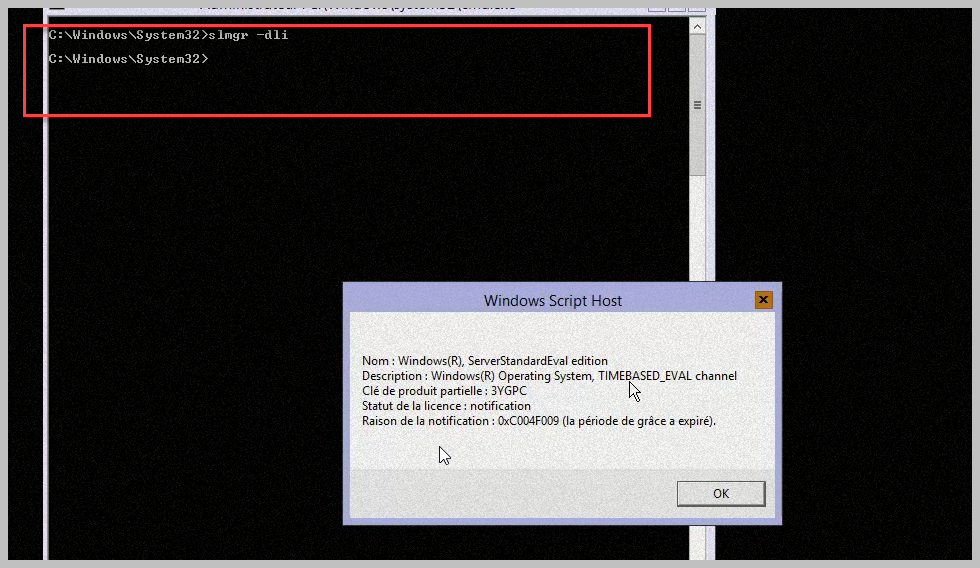 C:\Windows\System32>slmgr -dli
C:\Windows\System32>
Windows Script Host
Nom : Windows(R), ServerStandardEval edition
Description : Windows(R) Operating System, TIMEBASED_EVAL channel
Clé de produit partielle : 3YGPC
Statut de la licence : notification
Raison de la notification : 0xC004F009 (la période de grâce a expiré).
OK